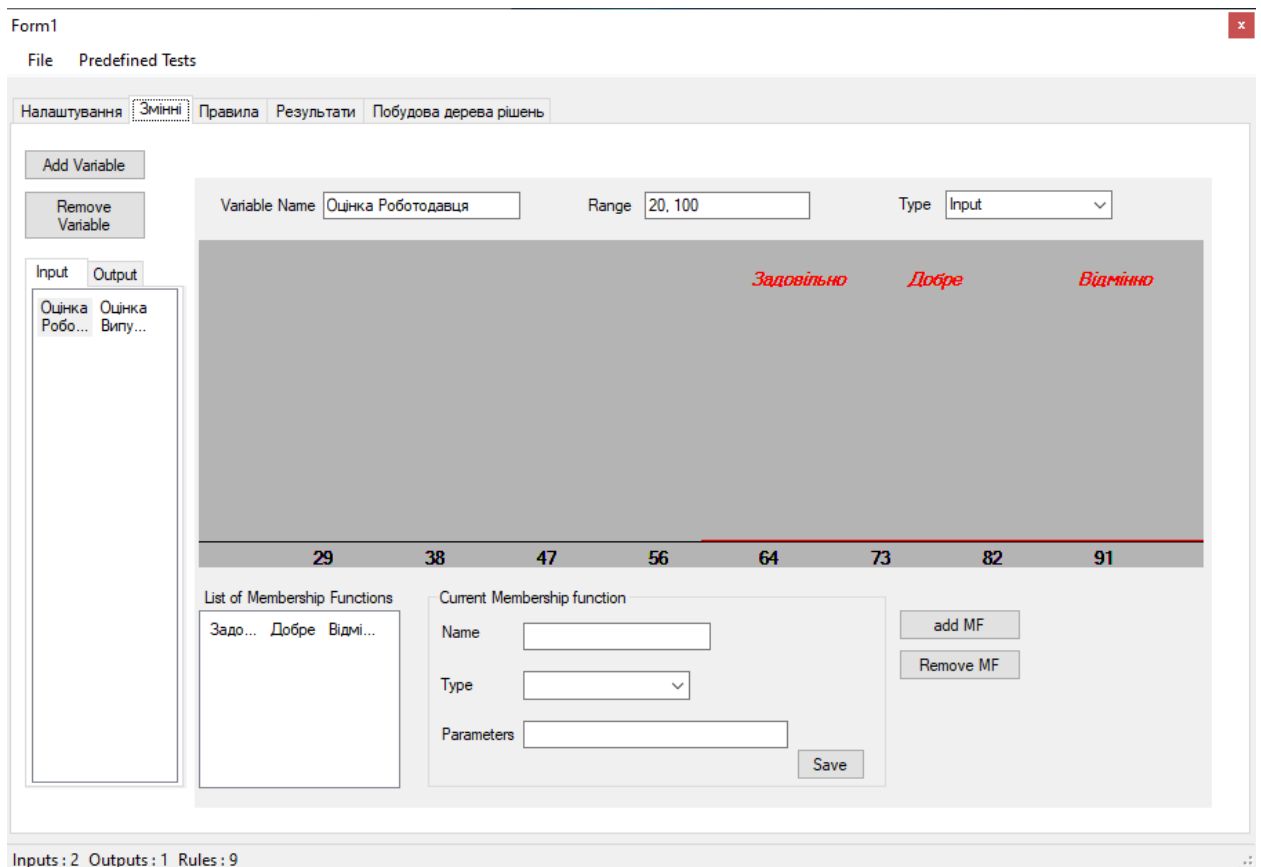 Form1
x
File Predefined Tests
Налаштування Змінні Правила Результати Побудова дерева рішень
Add Variable
Remove
Variable
Variable Name Оцінка Роботодавця Range 20, 100 Type Input
Input Output
Оцінка Оцінка
Робо... Випу...
Задовільно Добре Відмінно
29 38 47 56 64 73 82 91
List of Membership Functions
Задо... Добре Відмі...
Current Membership function
Name
Type
Parameters
Save
add MF
Remove MF
Inputs : 2 Outputs : 1 Rules : 9